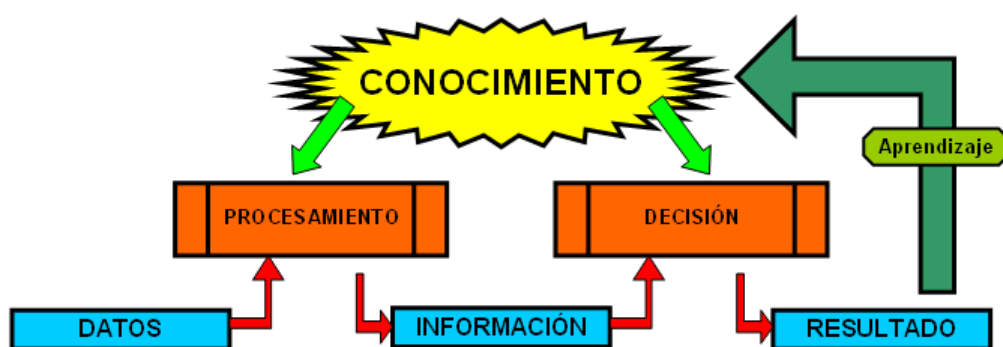 CONOCIMIENTO
Aprendizaje
PROCESAMIENTO
DECISIÓN
DATOS
INFORMACIÓN
RESULTADO